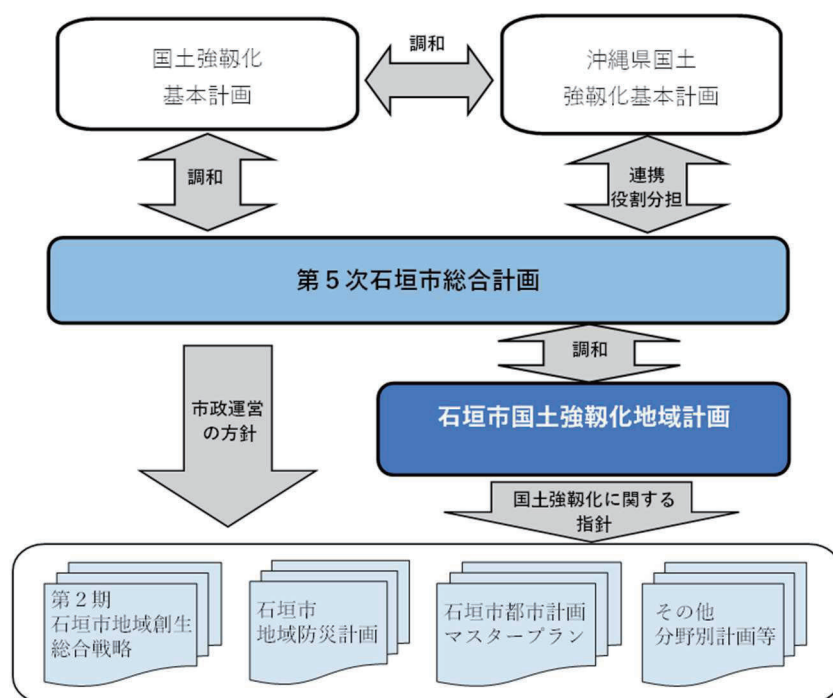 国土強靱化
基本計画
調和
沖縄県国土
強靱化基本計画
調和
連携
役割分担
第５次石垣市総合計画
調和
市政運営
の方針
石垣市国土強靱化地域計画
国土強靱化に関する
指針
第２期
石垣市地域創生
総合戦略
石垣市
地域防災計画
石垣市都市計画
マスタープラン
その他
分野別計画等